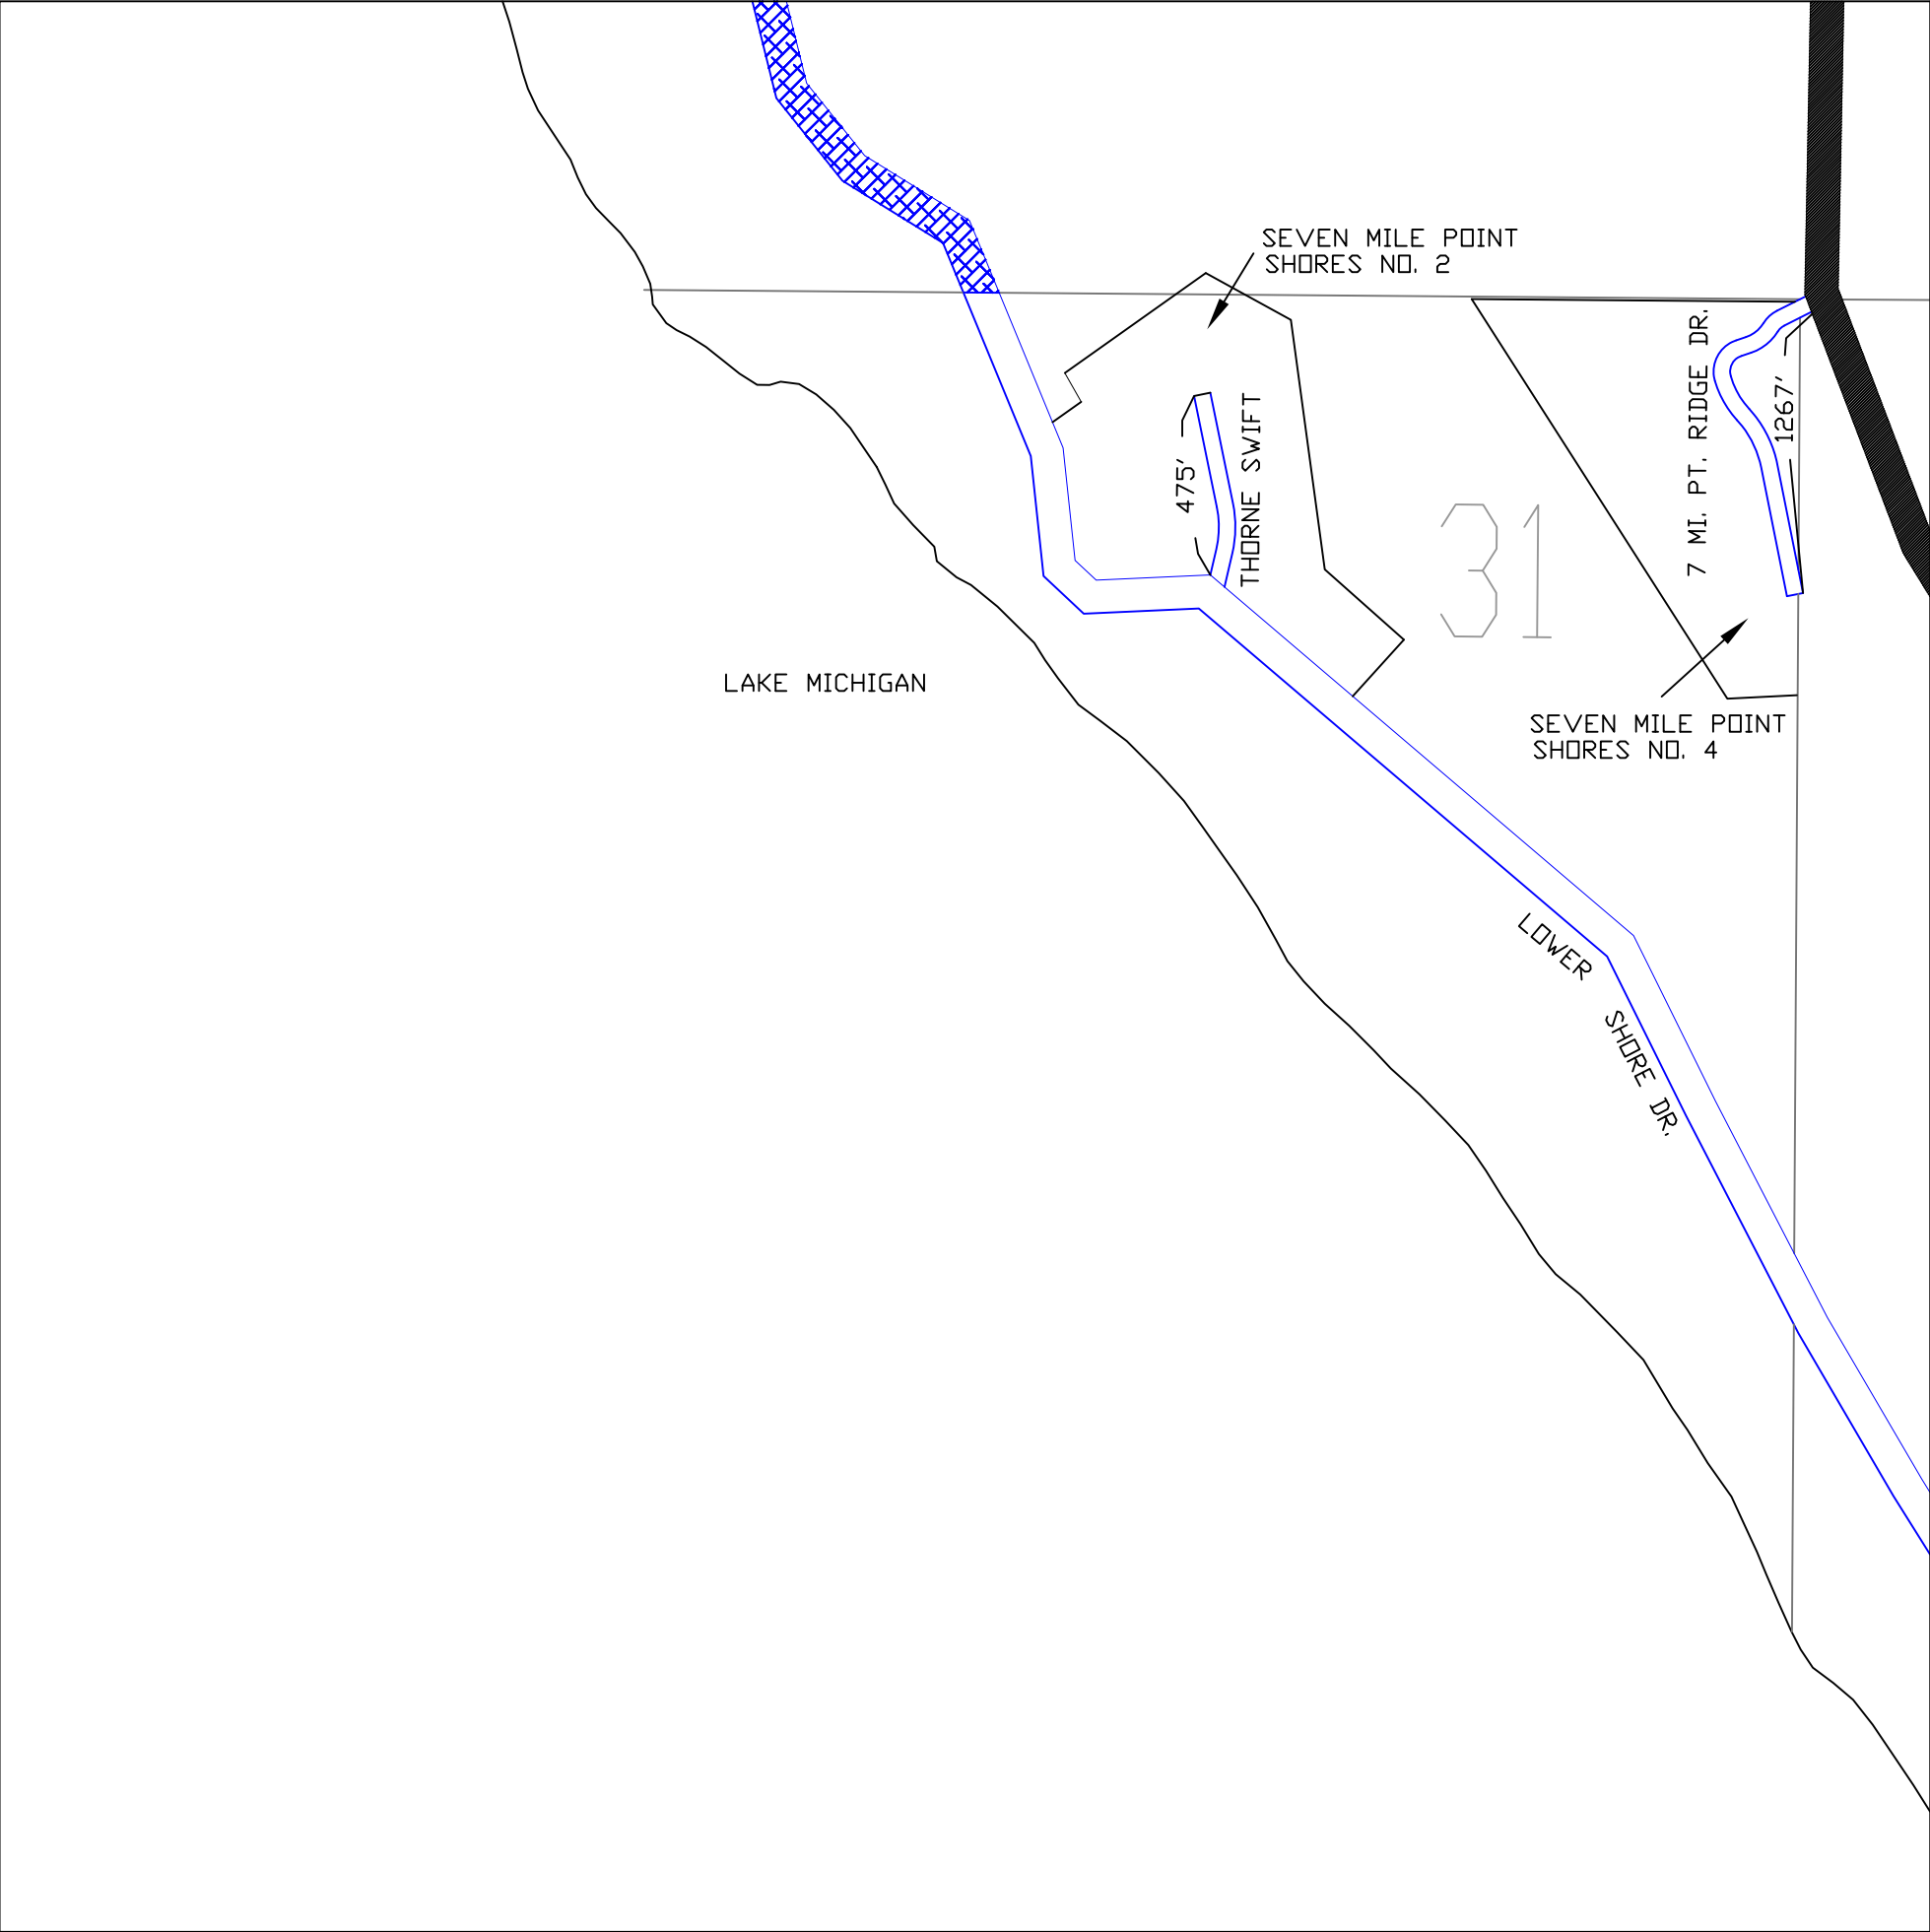 SEVEN MILE POINT
SHORES NO. 2
7 MI. PT. RIDGE DR.
1267'
475'
THORNE SWIFT
31
LAKE MICHIGAN
SEVEN MILE POINT
SHORES NO. 4
LOWER SHORE DR.